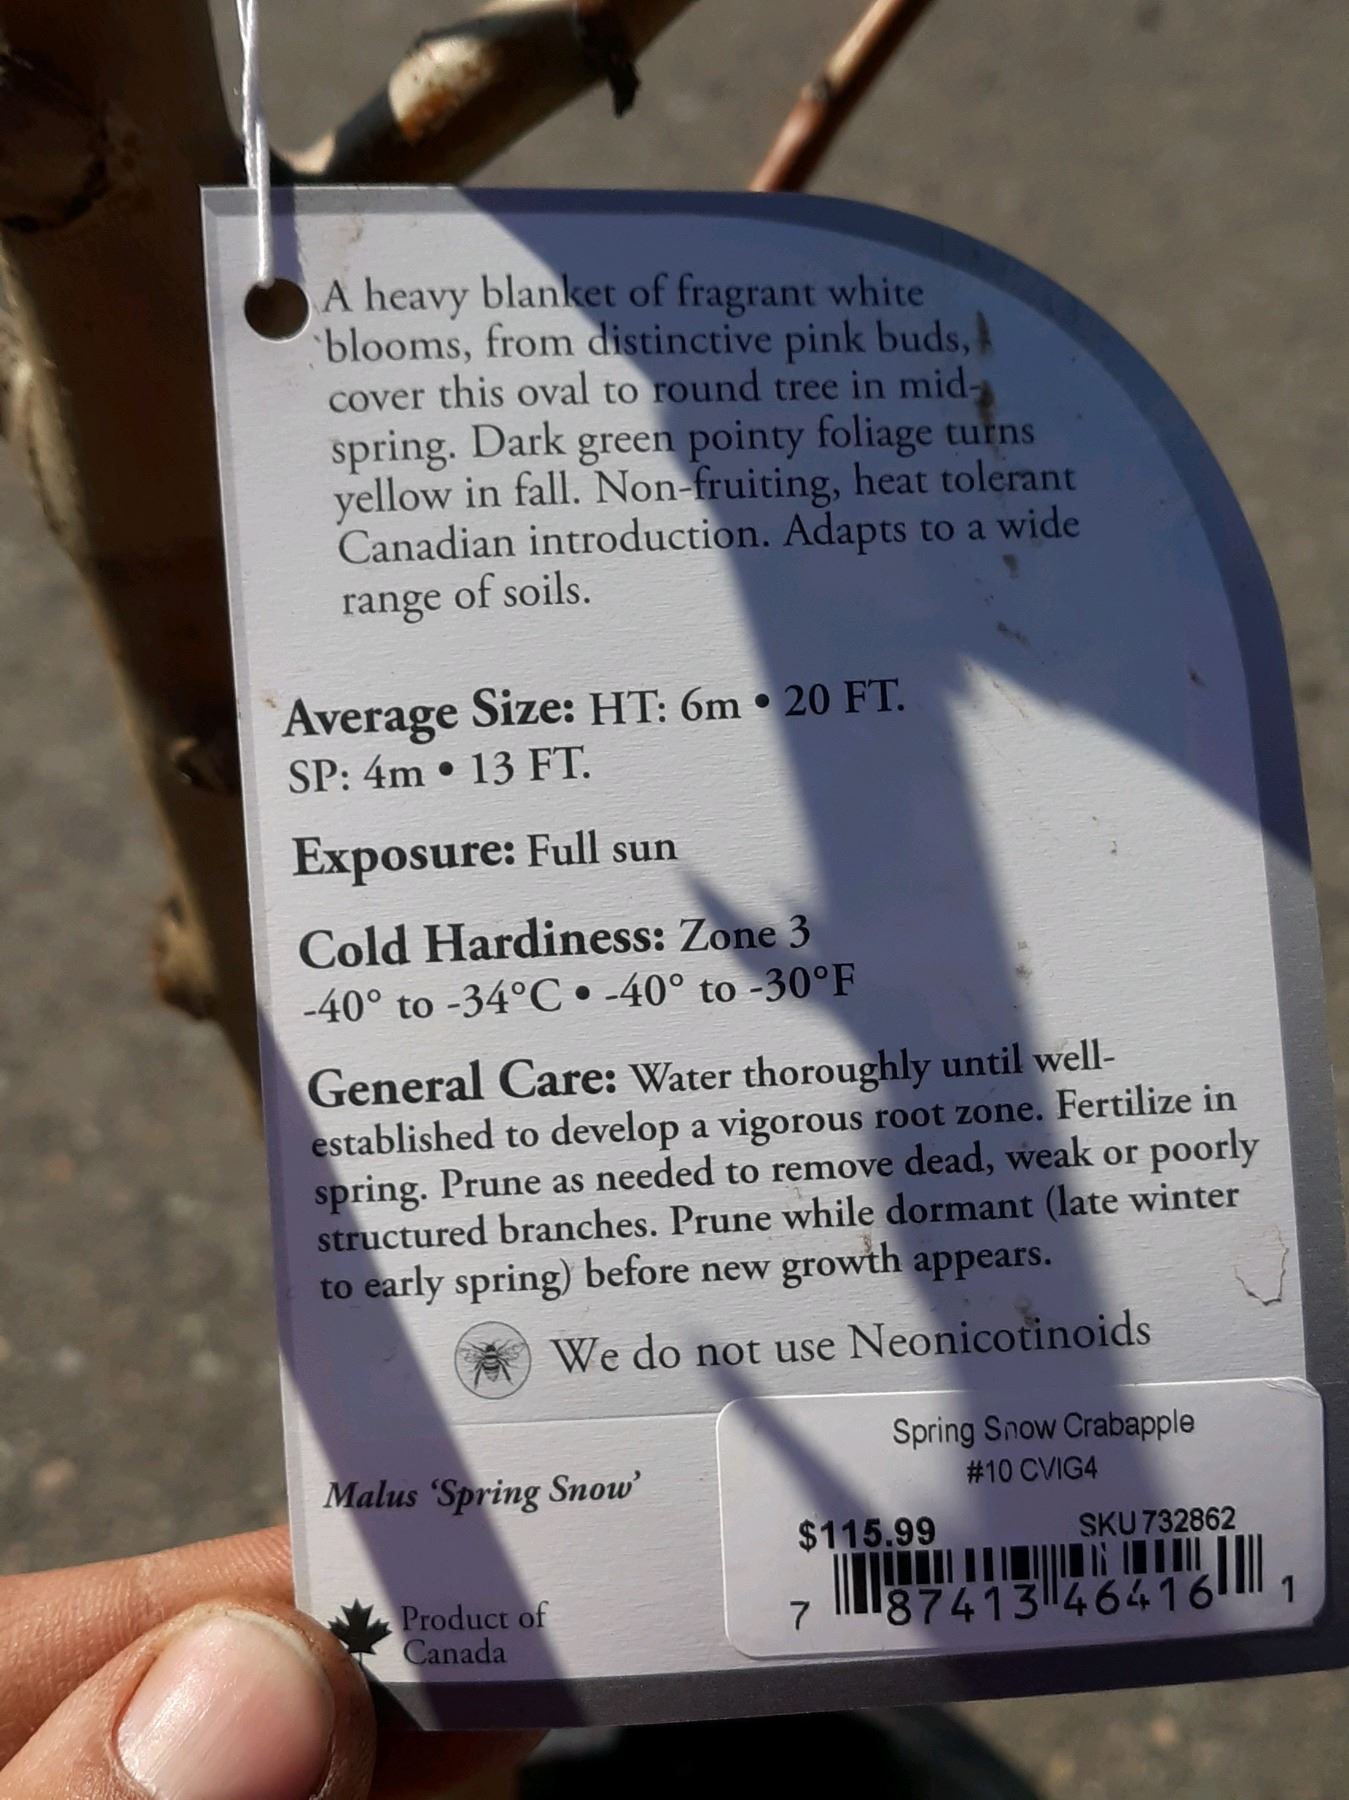 A heavy blanket of fragrant white
blooms, from distinctive pink buds,
cover this oval to round tree in mid-
spring. Dark green pointy foliage turns
yellow in fall. Non-fruiting, heat tolerant
Canadian introduction. Adapts to a wide
range of soils.
Average Size: HT: 6m • 20 FT.
SP: 4m • 13 FT.
Exposure: Full sun
Cold Hardiness: Zone 3
-40° to -34°C • -40° to -30°F
General Care: Water thoroughly until well-
established to develop a vigorous root zone. Fertilize in
spring. Prune as needed to remove dead, weak or poorly
structured branches. Prune while dormant (late winter
to early spring) before new growth appears.
We do not use Neonicotinoids
Malus ‘Spring Snow’
Product of
Canada
Spring Snow Crabapple
#10 CVIG4
$115.99 SKU 732862
7 87413 46416 1